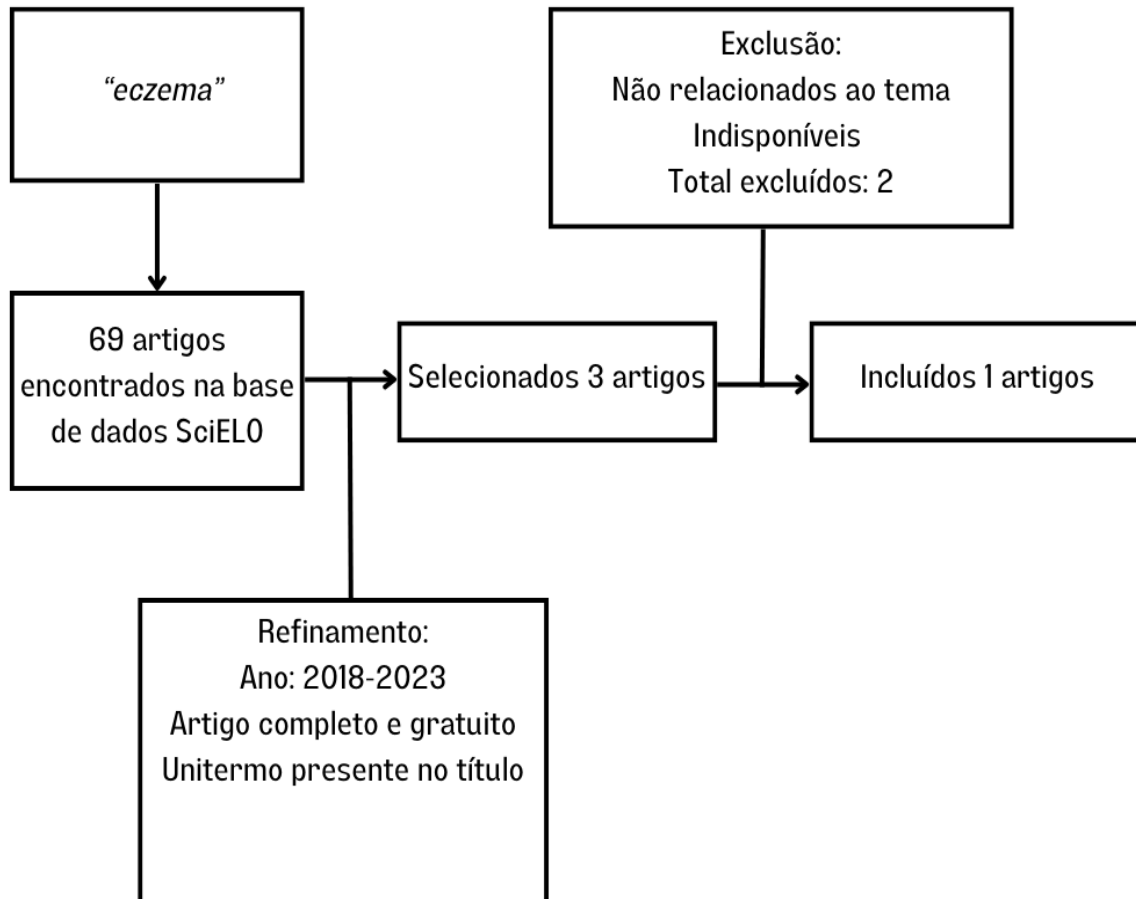 “eczema”
Exclusão:
Não relacionados ao tema
Indisponíveis
Total excluídos: 2
69 artigos
encontrados na base
de dados SciELO
Selecionados 3 artigos
Incluídos 1 artigos
Refinamento:
Ano: 2018-2023
Artigo completo e gratuito
Unitermo presente no título